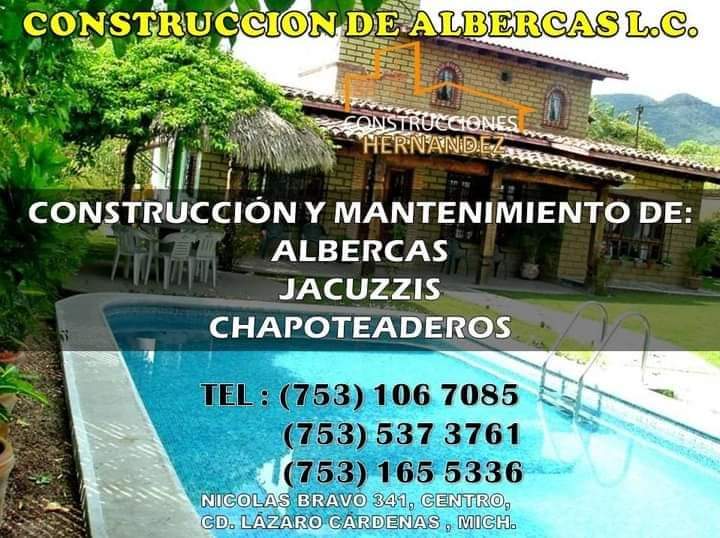 CONSTRUCCION DE ALBERCAS L.C.
CONSTRUCCIONES
HERNANDEZ
CONSTRUCCIÓN Y MANTENIMIENTO DE:
ALBERCAS
JACUZZIS
CHAPOTEADEROS
TEL : (753) 106 7085
(753) 537 3761
(753) 165 5336
NICOLAS BRAVO 341, CENTRO,
CD. LÁZARO CÁRDENAS , MICH.